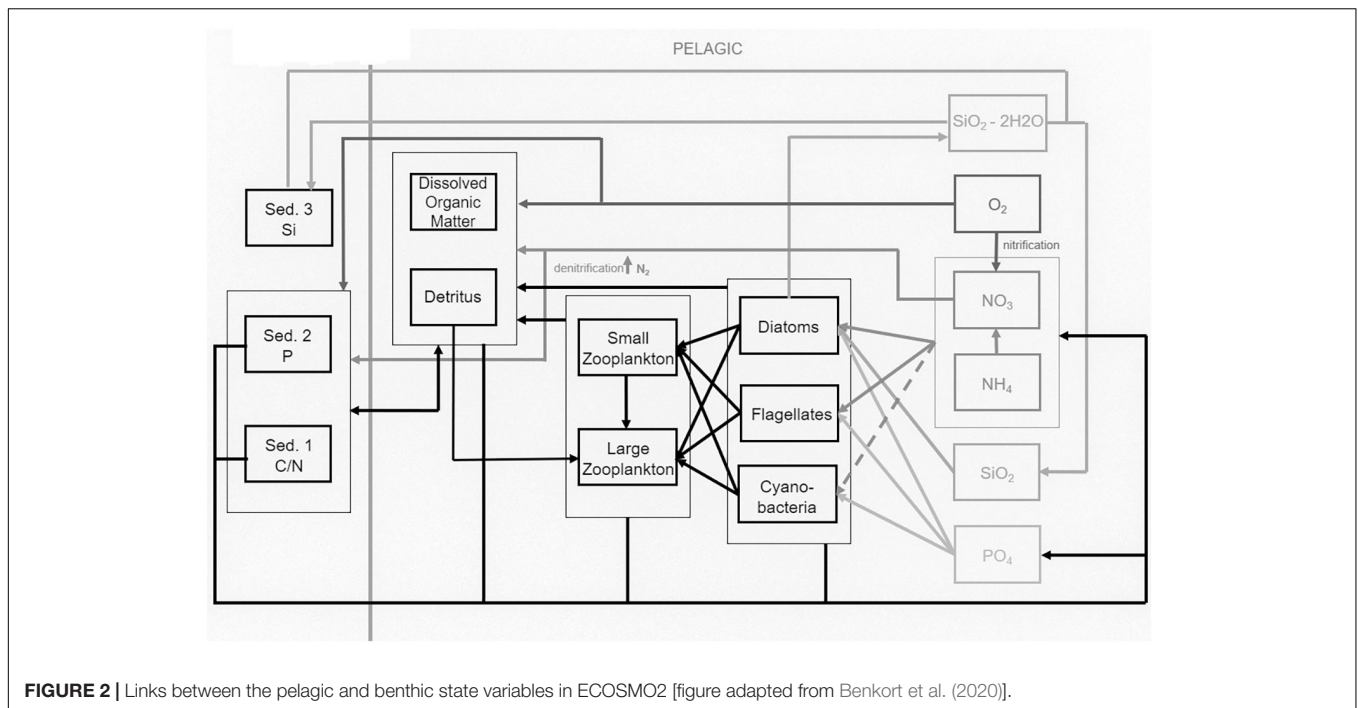 PELAGIC
SiO2 - 2H2O
Dissolved
Organic
Matter
Sed. 3
Si
O2
nitrification
denitrification N2
Detritus
NO3
Sed. 2
P
Small
Zooplankton
Diatoms
NH4
Flagellates
Sed. 1
C/N
Large
Zooplankton
Cyano-
bacteria
SiO2
PO4
FIGURE 2 | Links between the pelagic and benthic state variables in ECOSMO2 [figure adapted from Benkort et al. (2020)].